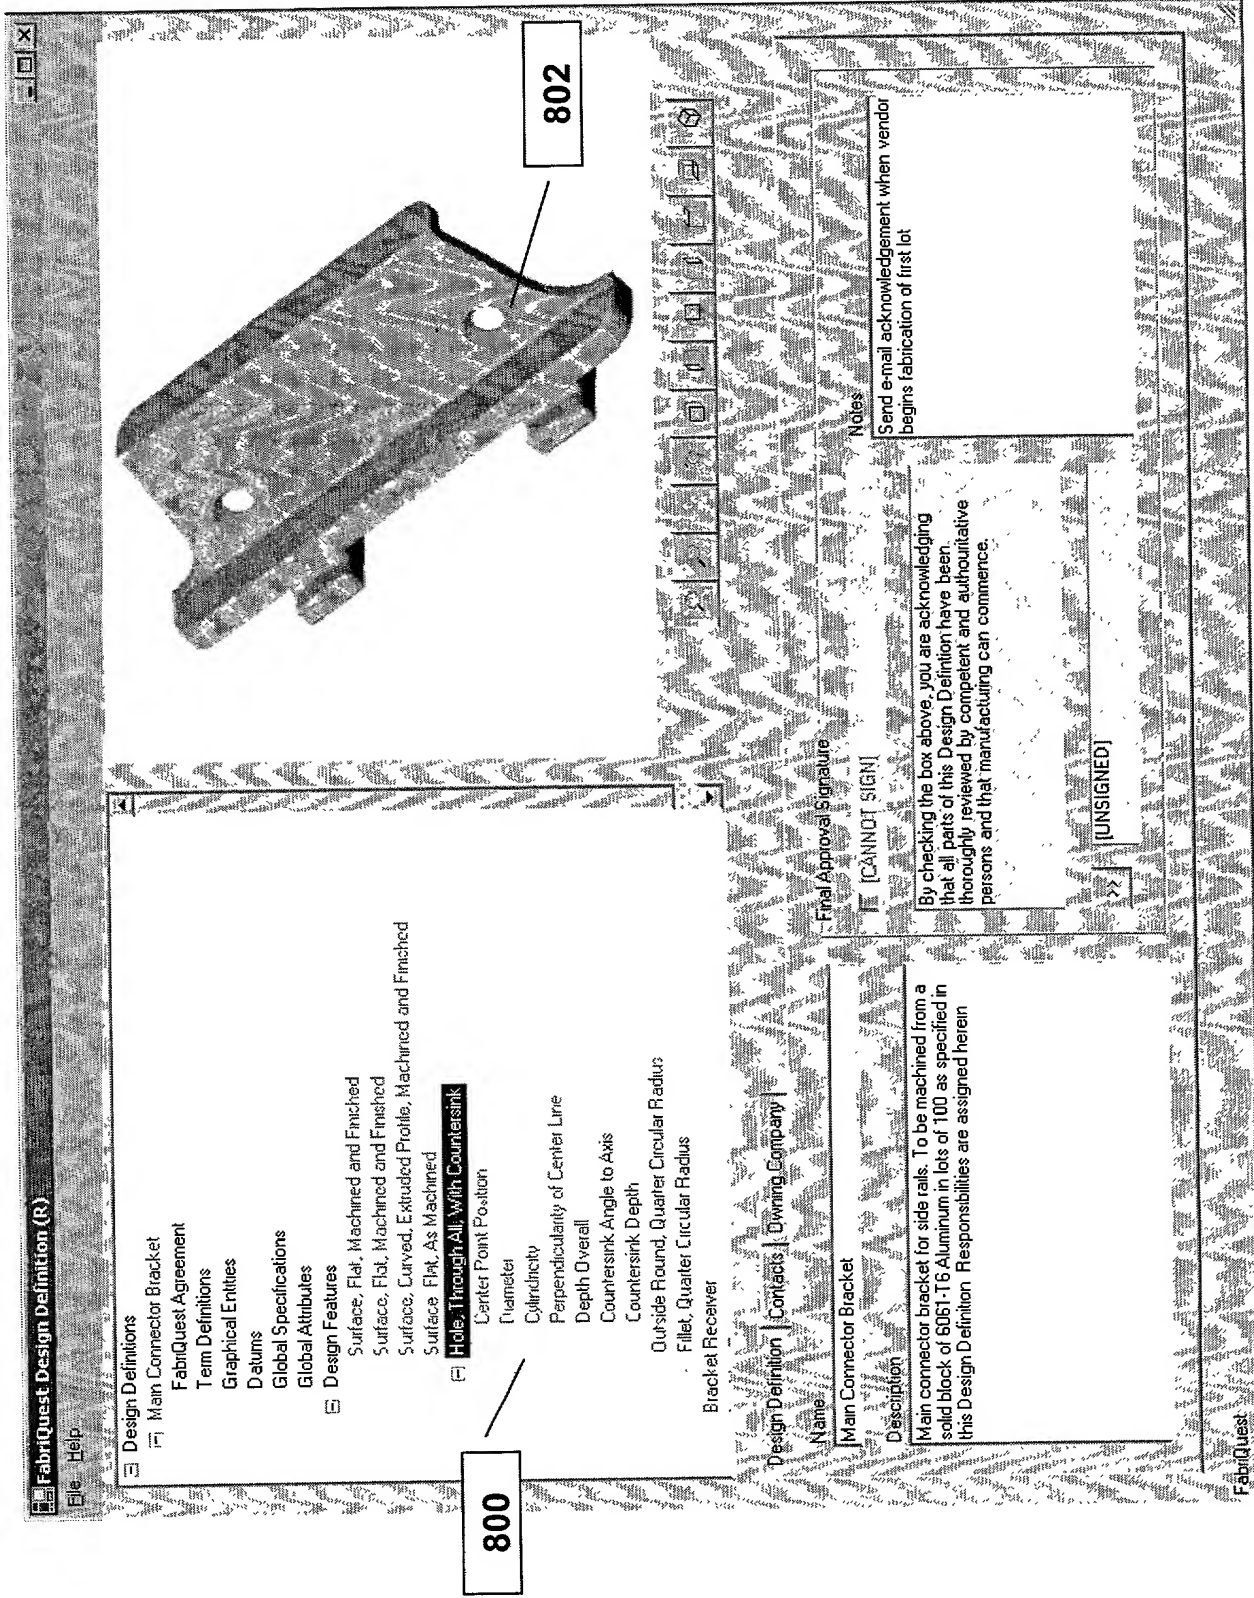 FabriQuest Design Definition (R)
File Help
Design Definitions
Main Connector Bracket
FabriQuest Agreement
Term Definitions
Graphical Entities
Datums
Global Specifications
Global Attributes
Design Features
Surface, Flat, Machined and Finished
Surface, Flat, Machined and Finished
Surface, Curved, Extruded Profile, Machined and Finished
Surface Flat, As Machined
Hole, Through All, With Countersink
Center Point Position
Diameter
Cylindricity
Perpendicularity of Center Line
Depth Overall
Countersink Angle to Axis
Countersink Depth
Outside Round, Quarter Circular Radius
Fillet, Quarter Circular Radius
Bracket Receiver
800
802
Design Definition Contacts Owning Company
Name
Main Connector Bracket
Description
Main connector bracket for side rails. To be machined from a
solid block of 6061-T6 Aluminum in lots of 100 as specified in
this Design Definition Responsibilities are assigned herein
Final Approval Signature
[CANNOT SIGN]
By checking the box above, you are acknowledging
that all parts of this Design Defintion have been
thoroughly reviewed by competent and authouritative
persons and that manufacturing can commence.
>> [UNSIGNED]
Notes
Send e-mail acknowledgement when vendor
begins fabrication of first lot
FabriQuest